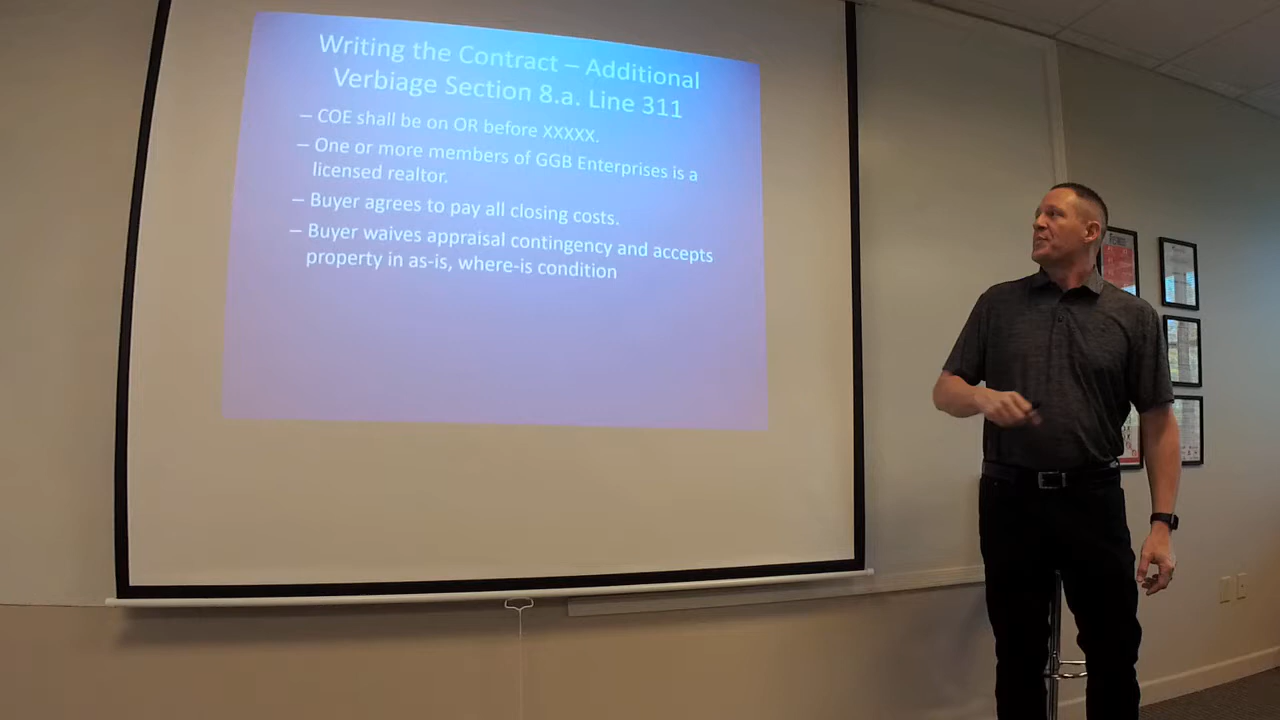 Writing the Contract – Additional
Verbiage Section 8.a. Line 311
– COE shall be on OR before XXXXX.
– One or more members of GGB Enterprises is a
licensed realtor.
– Buyer agrees to pay all closing costs.
– Buyer waives appraisal contingency and accepts
property in as-is, where-is condition